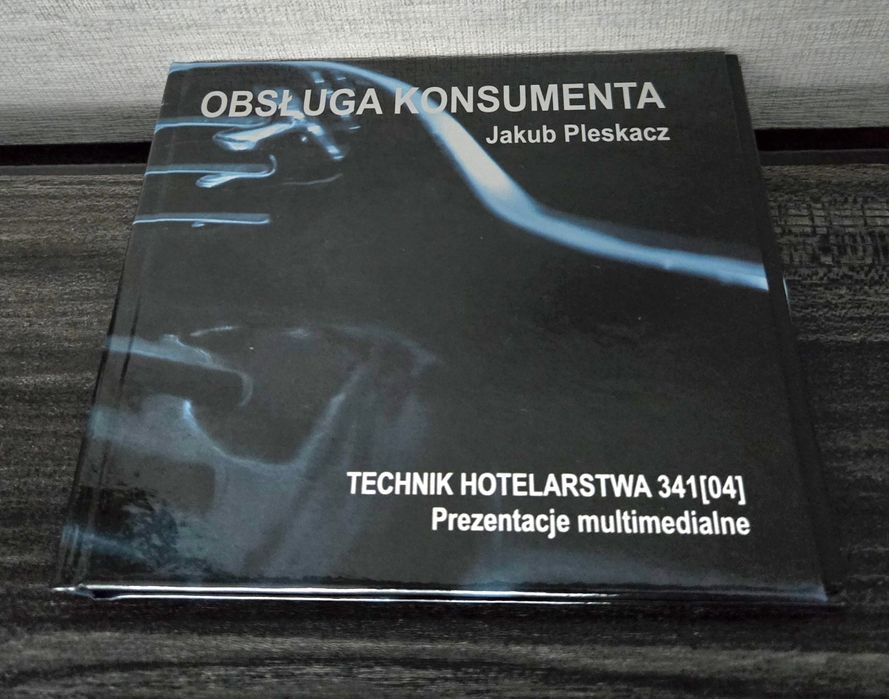 OBSŁUGA KONSUMENTA
Jakub Pleskacz
TECHNIK HOTELARSTWA 341[04]
Prezentacje multimedialne